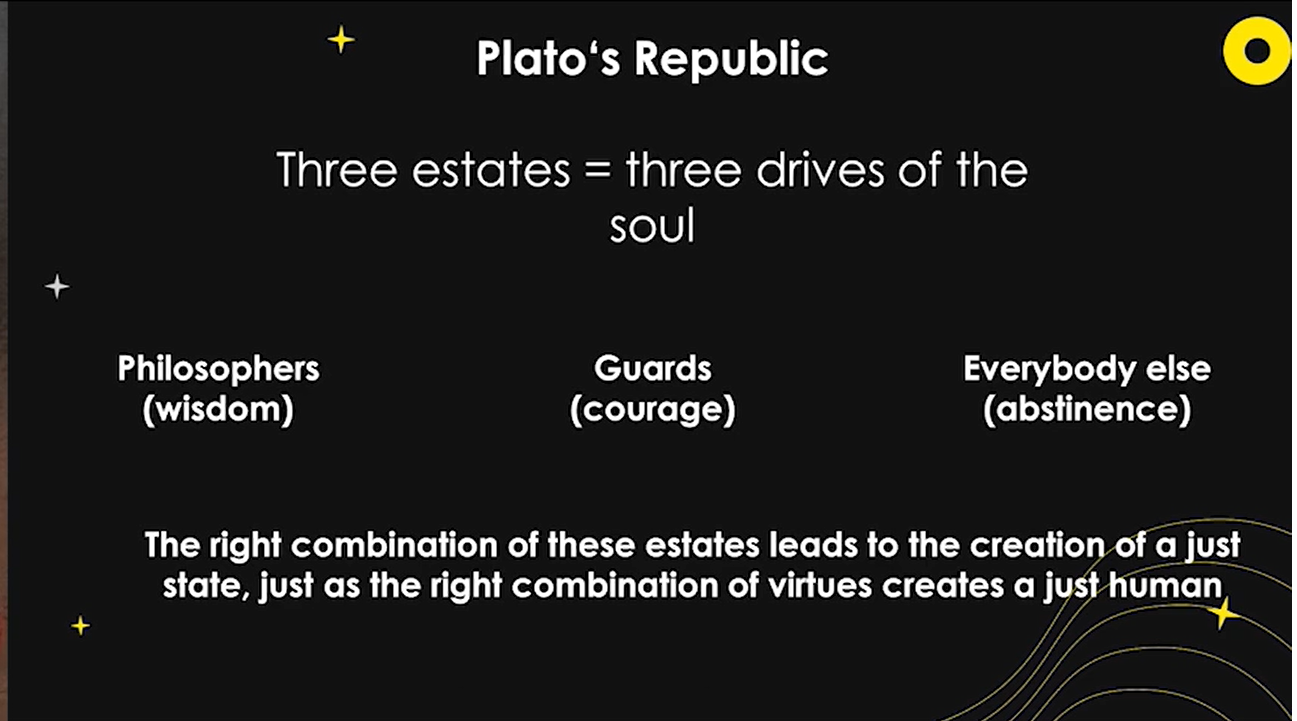 Plato‘s Republic
Three estates = three drives of the
soul
Philosophers
(wisdom)
Guards
(courage)
Everybody else
(abstinence)
The right combination of these estates leads to the creation of a just
state, just as the right combination of virtues creates a just human